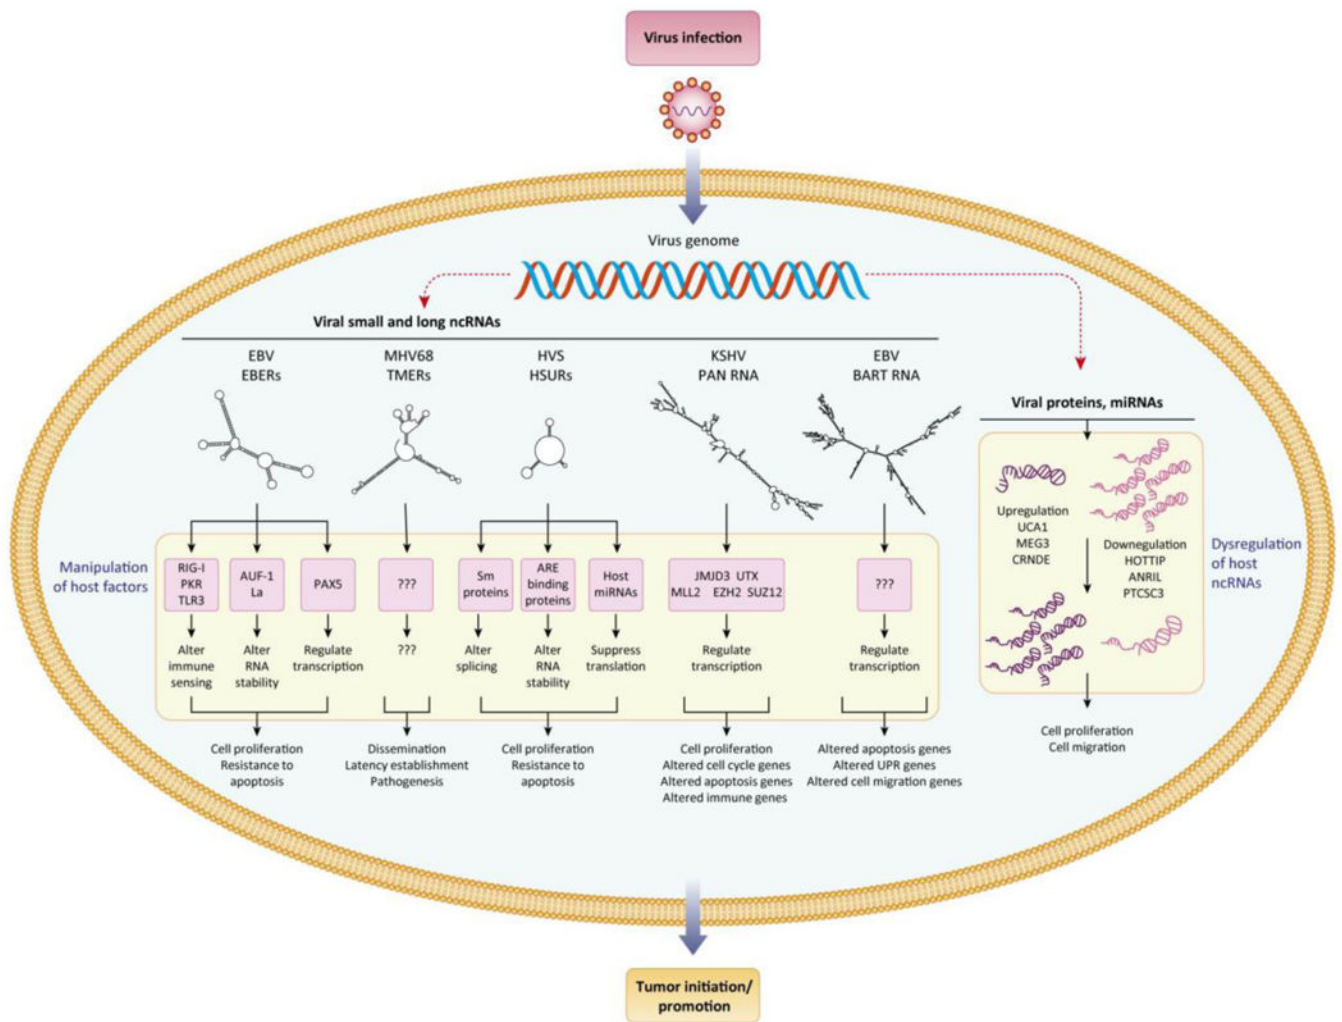 Virus infection
Virus genome
Viral small and long ncRNAs
EBV
EBERs
MHV68
TMERs
HVS
HSURs
KSHV
PAN RNA
EBV
BART RNA
Viral proteins, miRNAs
Manipulation
of host factors
RIG-I
PKR
TLR3
AUF-1
La
PAX5
???
Sm
proteins
ARE
binding
proteins
Host
miRNAs
JMJD3 UTX
MLL2 EZH2 SUZ12
???
Alter
immune
sensing
Alter
RNA
stability
Regulate
transcription
???
Alter
splicing
Alter
RNA
stability
Suppress
translation
Regulate
transcription
Regulate
transcription
Cell proliferation
Resistance to
apoptosis
Dissemination
Latency establishment
Pathogenesis
Cell proliferation
Resistance to
apoptosis
Cell proliferation
Altered cell cycle genes
Altered apoptosis genes
Altered immune genes
Altered apoptosis genes
Altered UPR genes
Altered cell migration genes
Upregulation
UCA1
MEG3
CRNDE
Downegulation
HOTTIP
ANRIL
PTCSC3
Dysregulation
of host
ncRNAs
Cell proliferation
Cell migration
Tumor initiation/
promotion